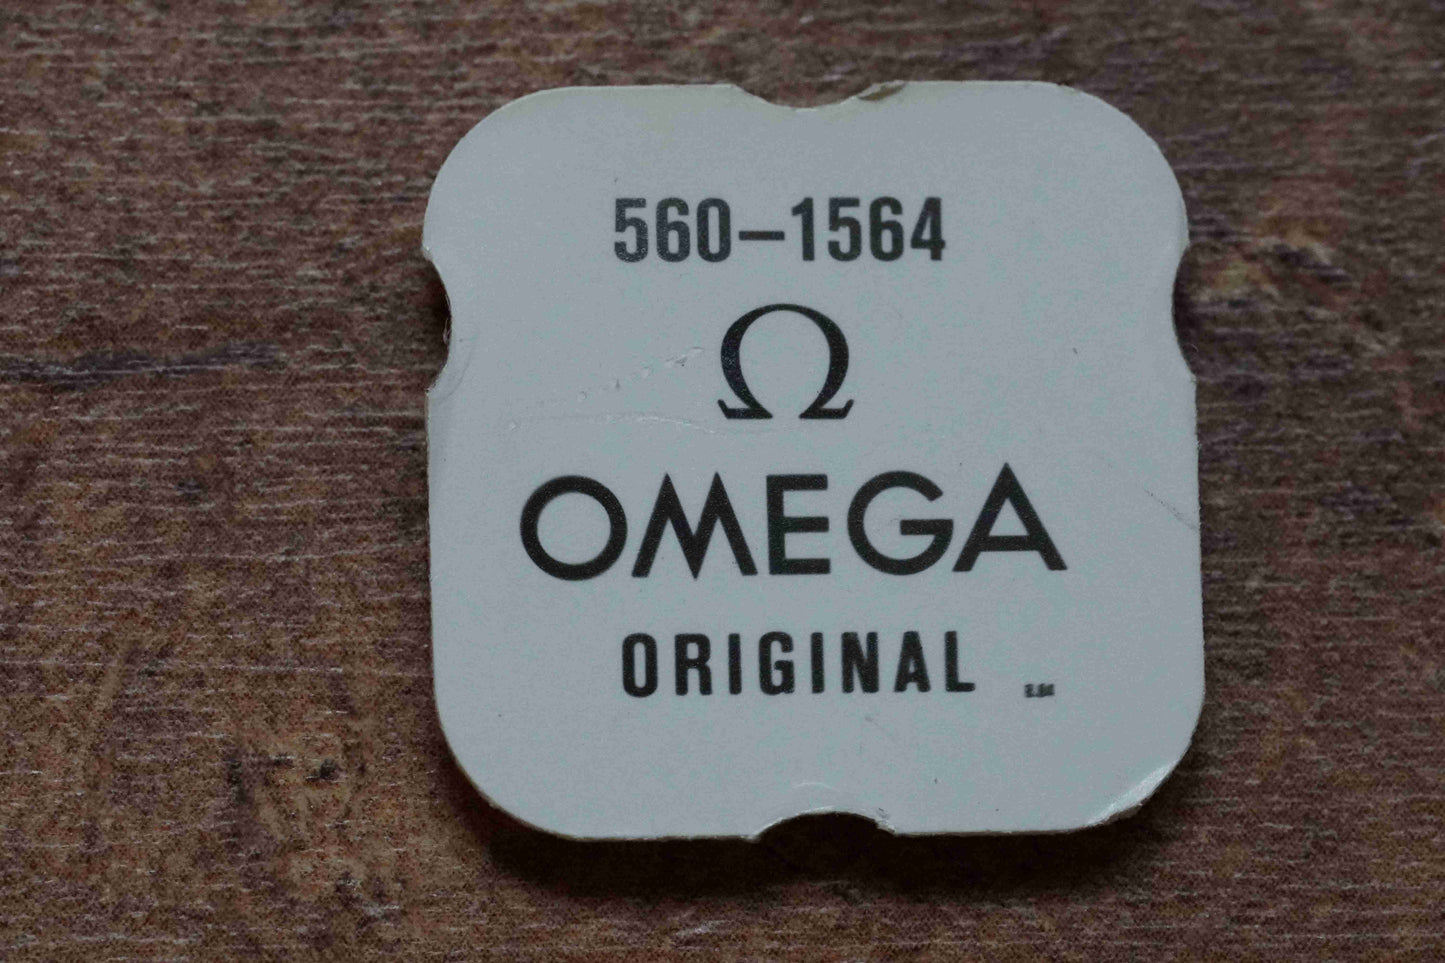 560-1564
Ω
OMEGA
ORIGINAL